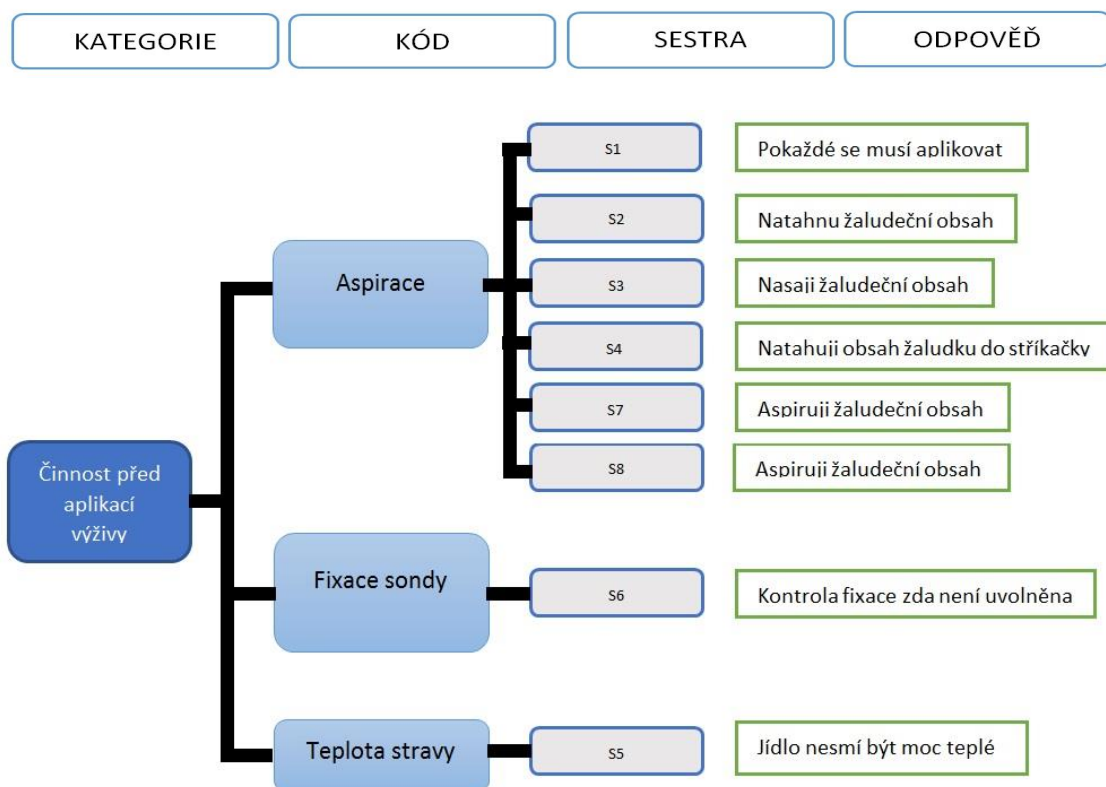 KATEGORIE
KÓD
SESTRA
ODPOVĚĎ
Činnost před
aplikací
výživy
Aspirace
S1
Pokaždé se musí aplikovat
S2
Natahnu žaludeční obsah
S3
Nasaji žaludeční obsah
S4
Natahuji obsah žaludku do stříkačky
S7
Aspiruji žaludeční obsah
S8
Aspiruji žaludeční obsah
Fixace sondy
S6
Kontrola fixace zda není uvolněna
Teplota stravy
S5
Jídlo nesmí být moc teplé